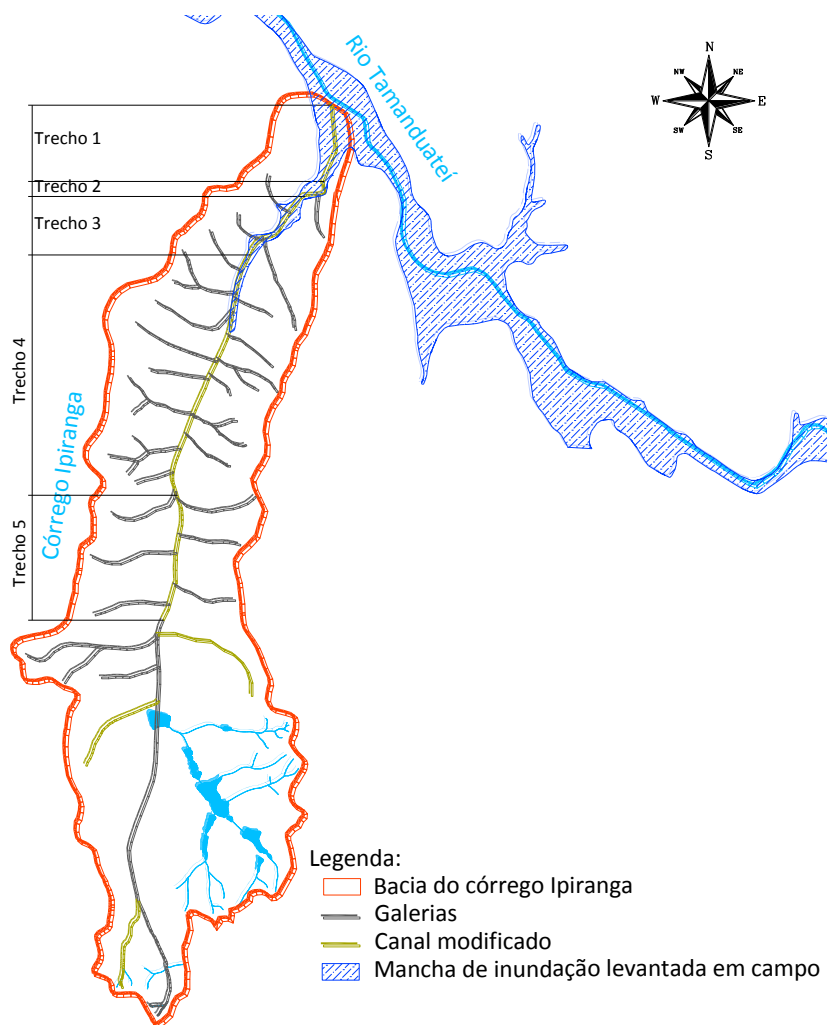 Rio Tamanduateí
N
NW
NE
W
E
SW
SE
S
Trecho 1
Trecho 2
Trecho 3
Trecho 4
Córrego Ipiranga
Trecho 5
Legenda:
Bacia do córrego Ipiranga
Galerias
Canal modificado
Mancha de inundação levantada em campo